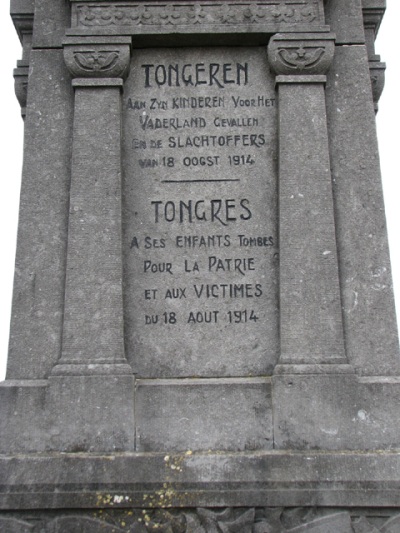 TONGEREN
AAN ZYN KINDEREN VOOR HET
VADERLAND GEVALLEN
EN DE SLACHTOFFERS
VAN 18 OOGST 1914
TONGRES
A SES ENFANTS TOMBES
POUR LA PATRIE
ET AUX VICTIMES
DU 18 AOUT 1914